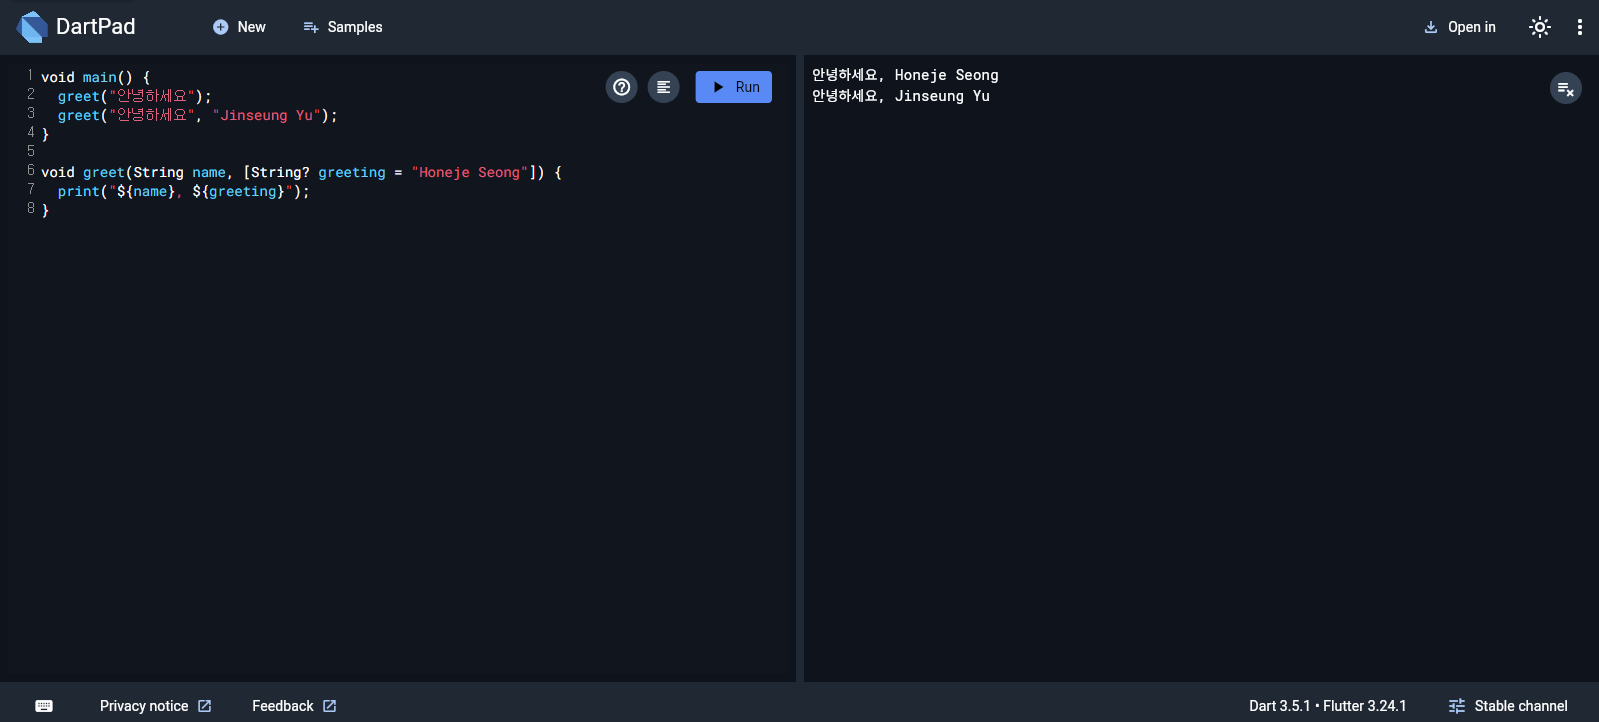 DartPad
New
Samples
Open in
1 void main() {
2   greet("안녕하세요");
3   greet("안녕하세요", "Jinseung Yu");
4 }
5
6 void greet(String name, [String? greeting = "Honeje Seong"]) {
7   print("${name}, ${greeting}");
8 }
Run
안녕하세요, Honeje Seong
안녕하세요, Jinseung Yu
Privacy notice
Feedback
Dart 3.5.1 • Flutter 3.24.1
Stable channel